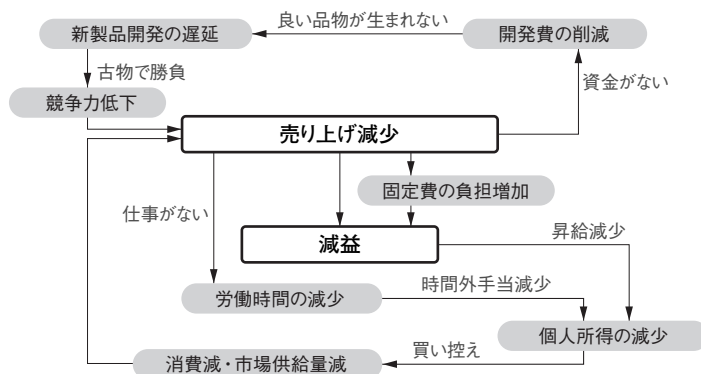 良い品物が生まれない
新製品開発の遅延
開発費の削減
古物で勝負
資金がない
競争力低下
売り上げ減少
固定費の負担増加
仕事がない
昇給減少
減益
時間外手当減少
労働時間の減少
個人所得の減少
買い控え
消費減・市場供給量減